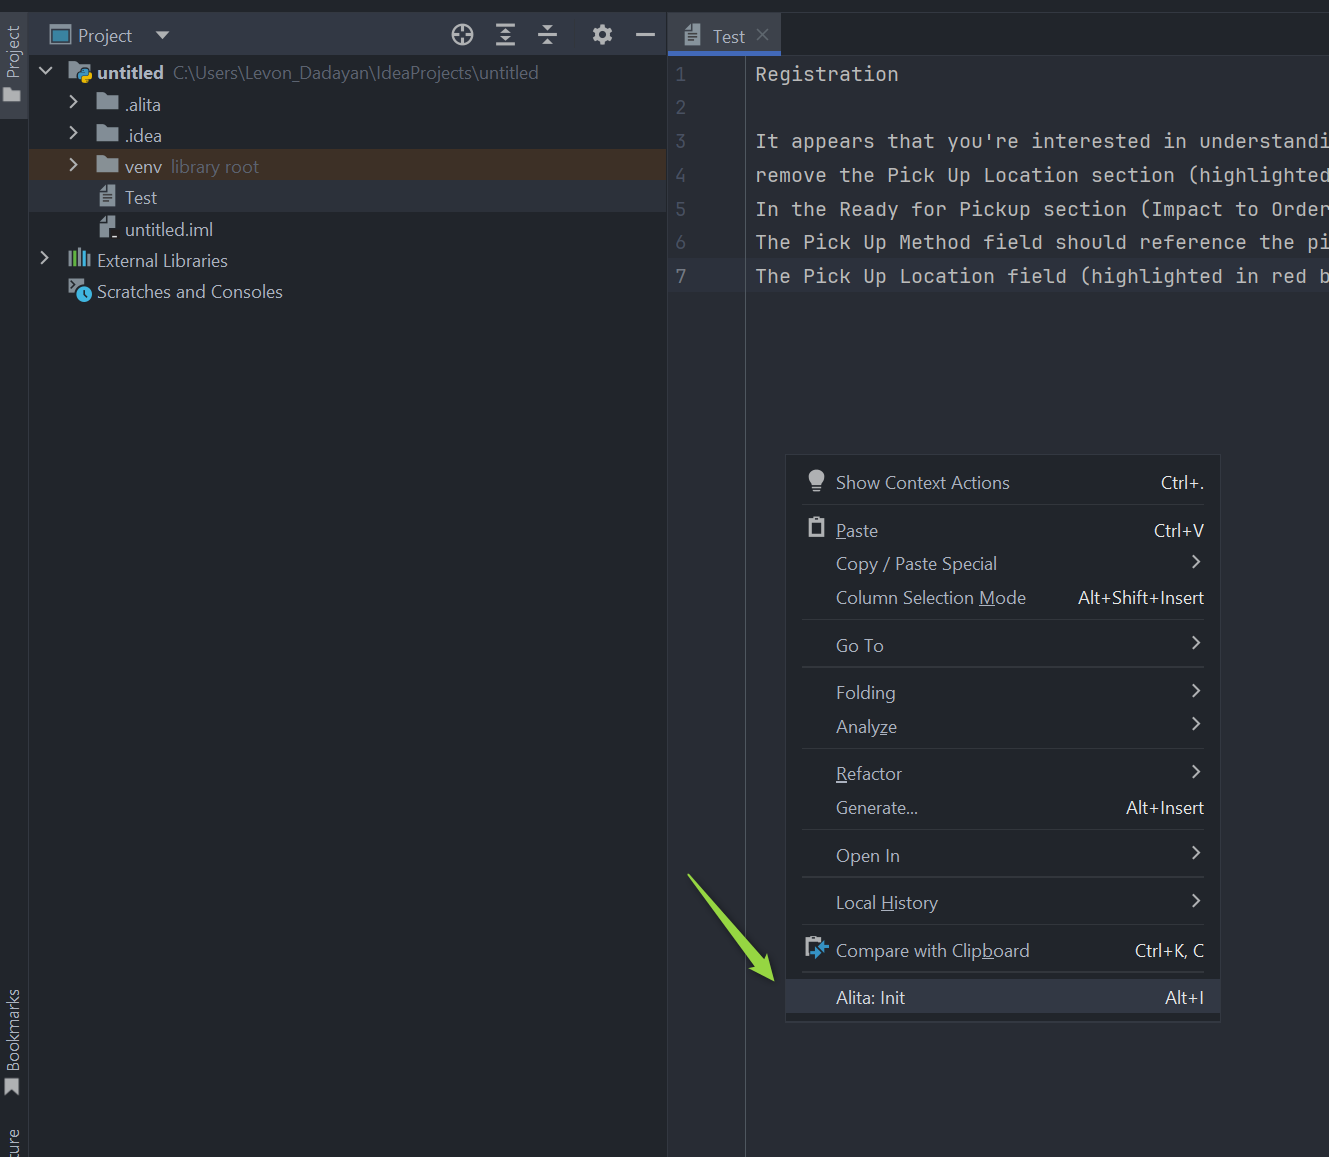 Project
Project
untitled C:\Users\Levon_Dadayan\IdeaProjects\untitled
.alita
.idea
venv library root
Test
untitled.iml
External Libraries
Scratches and Consoles
Bookmarks
Test
1 Registration
2
3 It appears that you're interested in
4 remove the Pick Up Location section (highlighted
5 In the Ready for Pickup section (Impact to Order
6 The Pick Up Method field should reference the
7 The Pick Up Location field (highlighted in red
Show Context Actions Ctrl+.
Paste Ctrl+V
Copy / Paste Special
Column Selection Mode Alt+Shift+Insert
Go To
Folding
Analyze
Refactor
Generate... Alt+Insert
Open In
Local History
Compare with Clipboard Ctrl+K, C
Alita: Init Alt+I